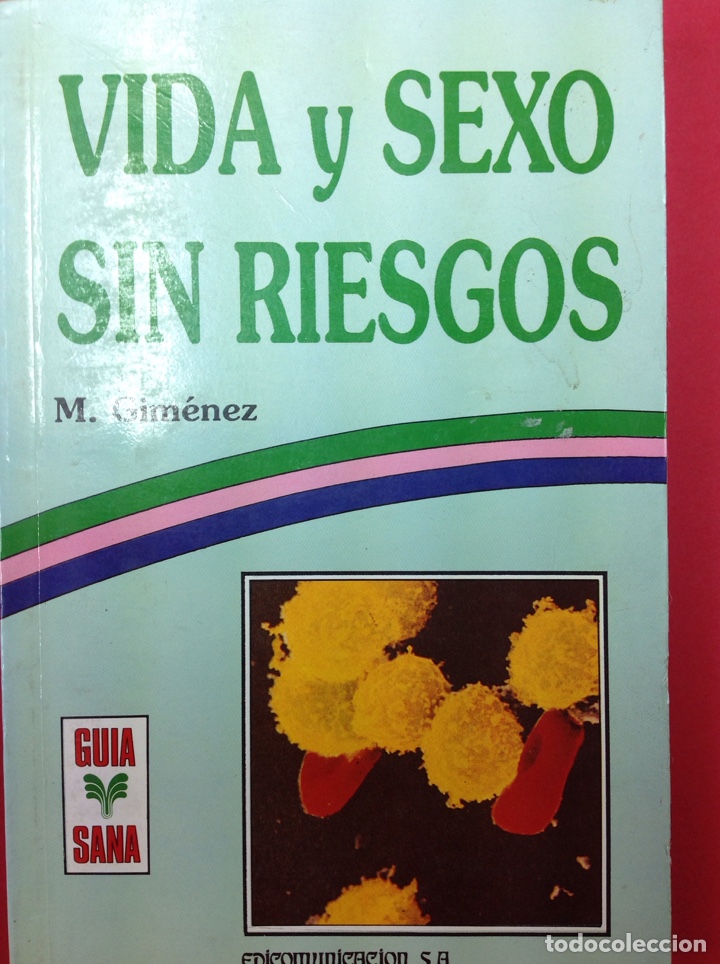 VIDA y SEXO
SIN RIESGOS
M. Giménez
GUIA
SANA
EDICOMUNICACION, S.A.
todocoleccion